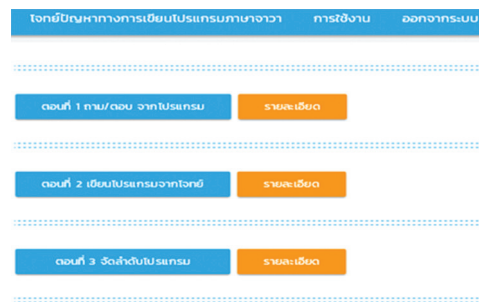 โจทย์ปัญหาทางการเขียนโปรแกรมภาษาจาวา การใช้งาน ออกจากระบบ
ตอนที่ 1 ถาม/ตอบ จากโปรแกรม รายละเอียด
ตอนที่ 2 เขียนโปรแกรมจากโจทย์ รายละเอียด
ตอนที่ 3 จัดลำดับโปรแกรม รายละเอียด